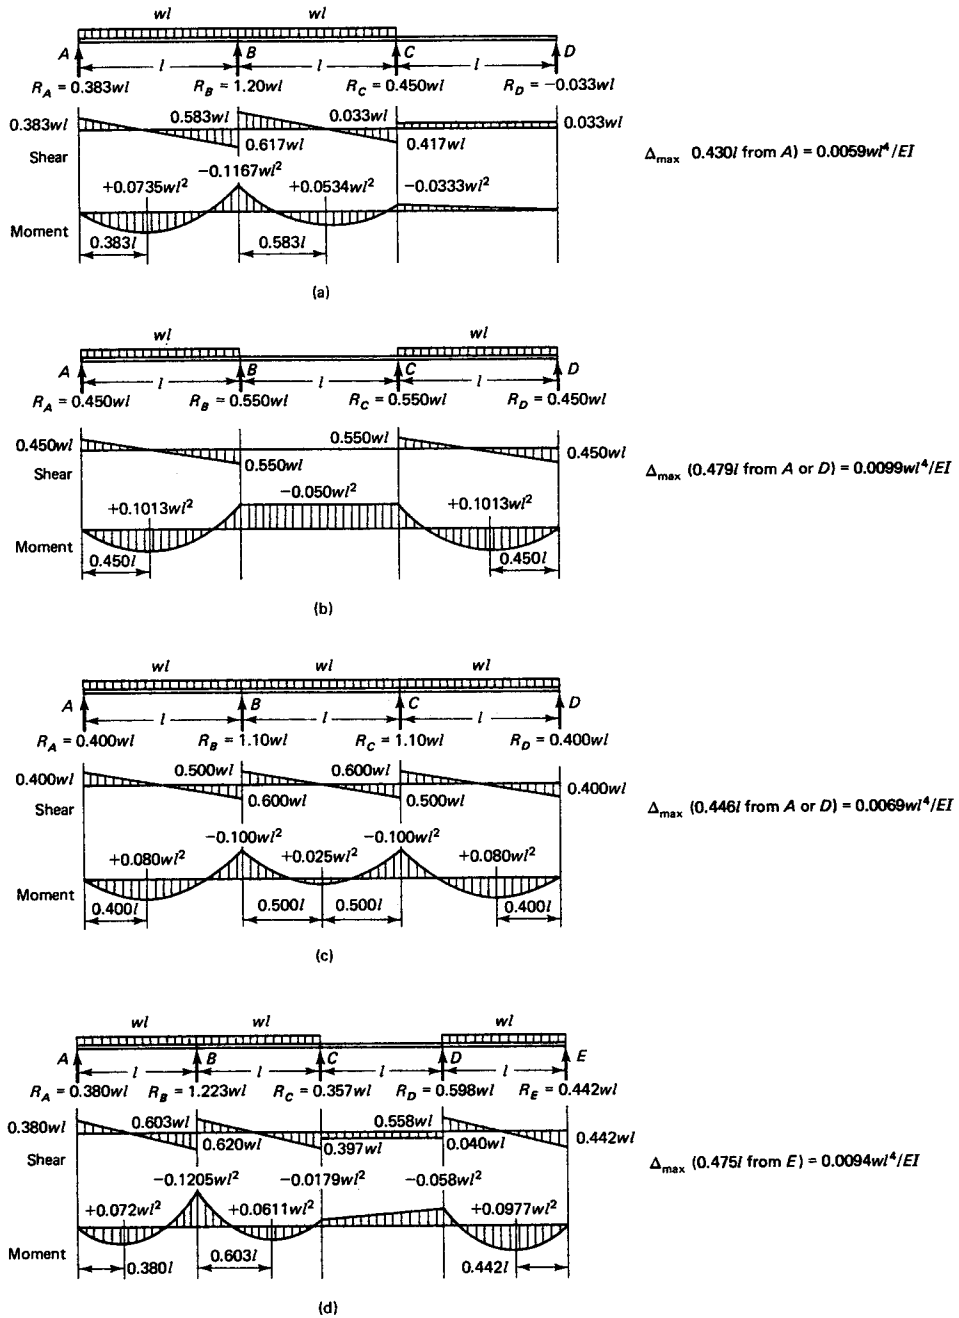 wl wl
A B C D
l l l
R_A = 0.383wl R_B = 1.20wl R_C = 0.450wl R_D = −0.033wl
0.383wl 0.583wl 0.033wl 0.033wl
0.617wl 0.417wl
Shear
Δmax 0.430l from A) = 0.0059wl⁴/EI
+0.0735wl² −0.1167wl² +0.0534wl² −0.0333wl²
Moment
0.383l 0.583l
(a)
wl wl
A B C D
l l l
R_A = 0.450wl R_B = 0.550wl R_C = 0.550wl R_D = 0.450wl
0.450wl 0.550wl 0.450wl
Shear 0.550wl
Δmax (0.479l from A or D) = 0.0099wl⁴/EI
+0.1013wl² −0.050wl² +0.1013wl²
Moment
0.450l 0.450l
(b)
wl wl wl
A B C D
l l l
R_A = 0.400wl R_B = 1.10wl R_C = 1.10wl R_D = 0.400wl
0.400wl 0.500wl 0.600wl 0.400wl
Shear 0.600wl 0.500wl
Δmax (0.446l from A or D) = 0.0069wl⁴/EI
−0.100wl² −0.100wl²
+0.080wl² +0.025wl² +0.080wl²
Moment
0.400l 0.500l 0.500l 0.400l
(c)
wl wl wl
A B C D E
l l l l
R_A = 0.380wl R_B = 1.223wl R_C = 0.357wl R_D = 0.598wl R_E = 0.442wl
0.380wl 0.603wl 0.558wl 0.442wl
0.620wl 0.397wl 0.040wl
Shear
Δmax (0.475l from E) = 0.0094wl⁴/EI
−0.1205wl² −0.0179wl² −0.058wl²
+0.072wl² +0.0611wl² +0.0977wl²
Moment
0.380l 0.603l 0.442l
(d)